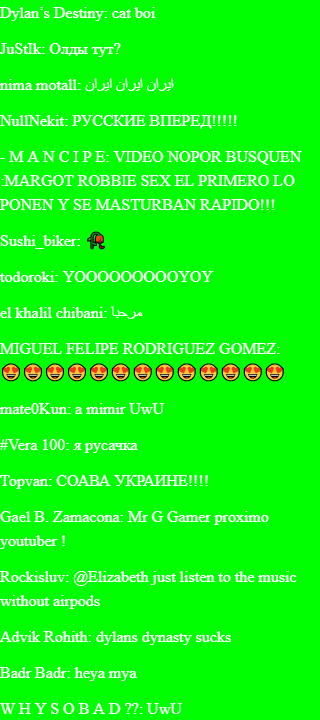 Dylan's Destiny: cat boi
JuStIk: Олды тут?
nima motall: ایران ایران ایران
NullNekit: РУССКИЕ ВПЕРЕД!!!!!
- M A N C I P E: VIDEO NOPOR BUSQUEN
:MARGOT ROBBIE SEX EL PRIMERO LO
PONEN Y SE MASTURBAN RAPIDO!!!
Sushi_biker:
todoroki: YOOOOOOOOOYOY
el khalil chibani: مرحبا
MIGUEL FELIPE RODRIGUEZ GOMEZ:
😍😍😍😍😍😍😍😍😍😍😍😍😍
mate0Kun: a mimir UwU
#Vera 100: я русачка
Topvan: СОАВА УКРАИНЕ!!!!
Gael B. Zamacona: Mr G Gamer proximo
youtuber !
Rockisluv: @Elizabeth just listen to the music
without airpods
Advik Rohith: dylans dynasty sucks
Badr Badr: heya mya
W H Y S O B A D ??: UwU